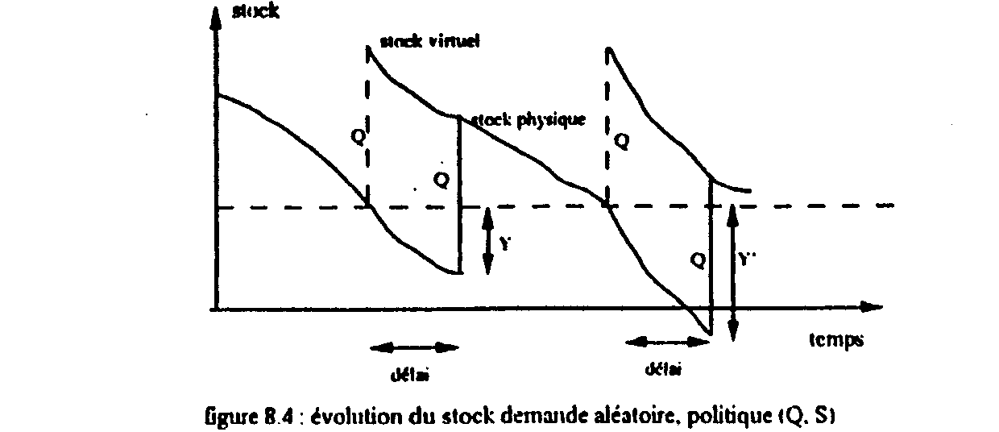 stock
stock virtuel
stock physique
Q
Q
Q
Y
Q
Y'
temps
délai
délai
figure 8.4 : évolution du stock demande aléatoire, politique (Q, S)